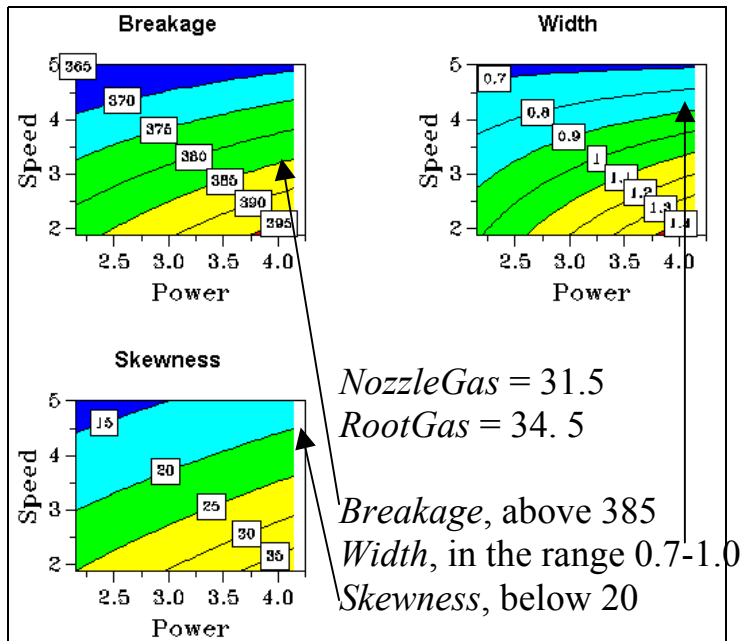 Breakage
Width
5
4
3
2
Speed
365
370
375
380
385
390
395
2.5 3.0 3.5 4.0
Power
5
4
3
2
Speed
0.7
0.8
0.9
1
1.1
1.2
1.3
1.4
2.5 3.0 3.5 4.0
Power
Skewness
5
4
3
2
Speed
15
20
25
30
35
2.5 3.0 3.5 4.0
Power
NozzleGas = 31.5
RootGas = 34. 5
Breakage, above 385
Width, in the range 0.7-1.0
Skewness, below 20